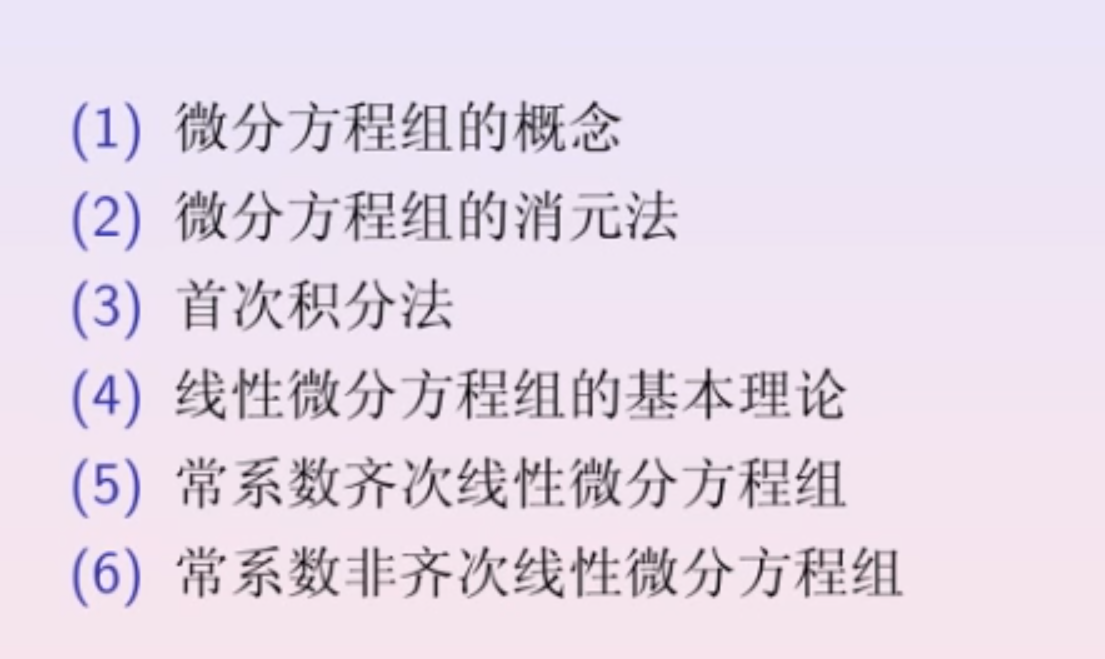 (1) 微分方程组的概念
(2) 微分方程组的消元法
(3) 首次积分法
(4) 线性微分方程组的基本理论
(5) 常系数齐次线性微分方程组
(6) 常系数非齐次线性微分方程组